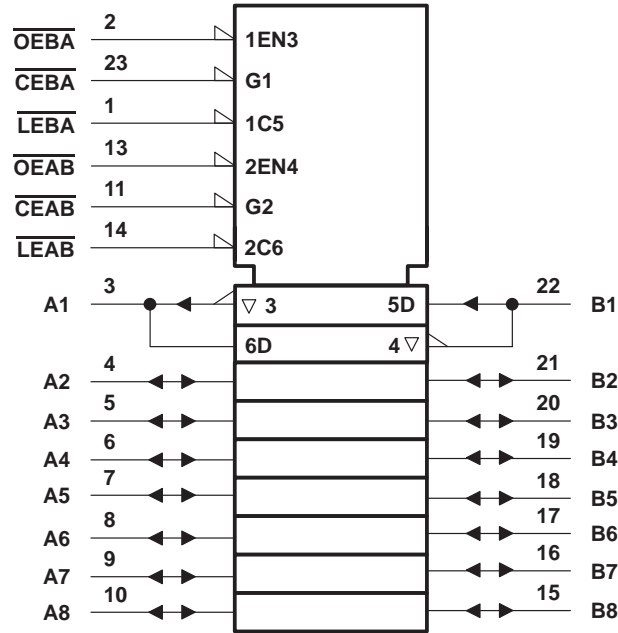 OEBA 2 1EN3
CEBA 23 G1
LEBA 1 1C5
OEAB 13 2EN4
CEAB 11 G2
LEAB 14 2C6
A1 3 ▽ 3 5D 22 B1
6D 4 ▽
A2 4 21 B2
A3 5 20 B3
A4 6 19 B4
A5 7 18 B5
A6 8 17 B6
A7 9 16 B7
A8 10 15 B8